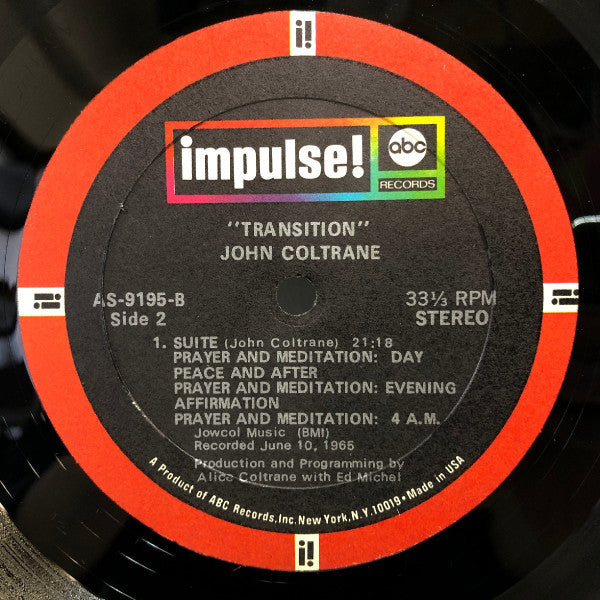 i!
impulse!
abc
RECORDS
"TRANSITION"
JOHN COLTRANE
AS-9195-B
Side 2
33⅓ RPM
STEREO
i!
i!
1. SUITE (John Coltrane) 21:18
PRAYER AND MEDITATION: DAY
PEACE AND AFTER
PRAYER AND MEDITATION: EVENING
AFFIRMATION
PRAYER AND MEDITATION: 4 A.M.
Jowcol Music (BMI)
Recorded June 10, 1965
Production and Programming by
Alice Coltrane with Ed Michel
A Product of ABC Records, Inc. New York, N.Y. 10019 • Made in USA
i!